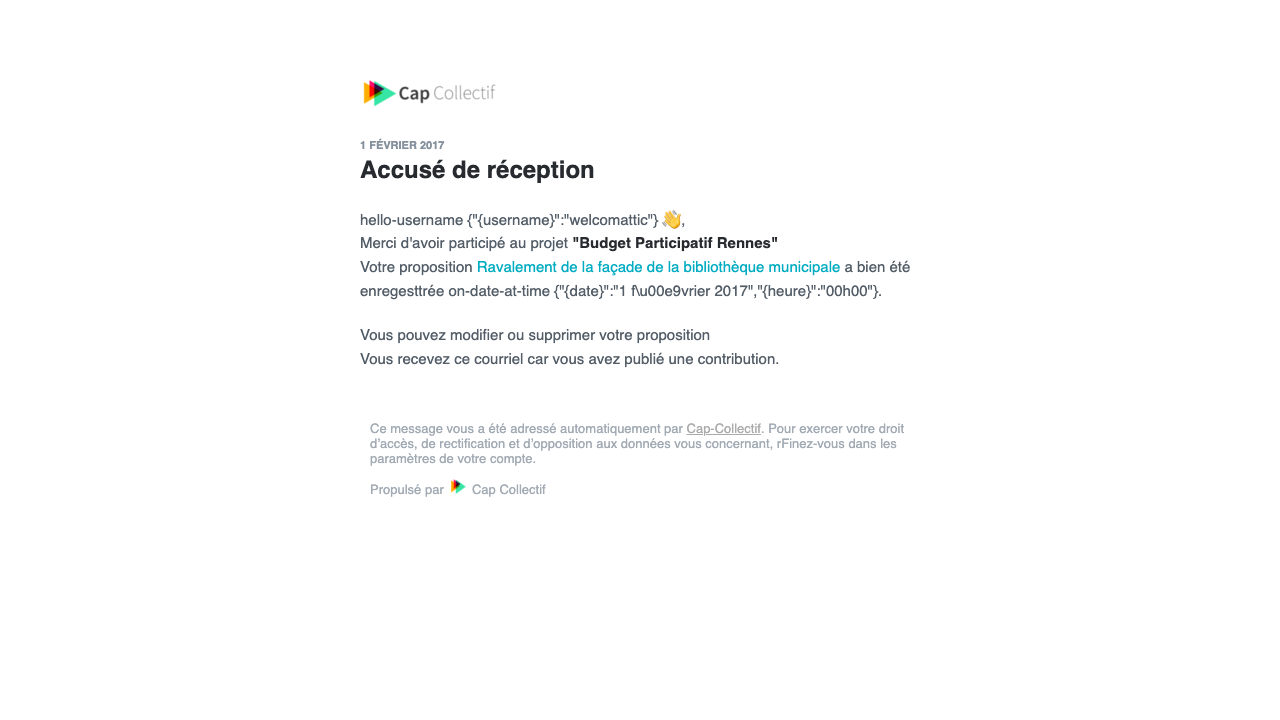 Cap Collectif
1 FÉVRIER 2017
Accusé de réception
hello-username {"{username}":"welcomattic"} 👋,
Merci d'avoir participé au projet "Budget Participatif Rennes"
Votre proposition Ravalement de la façade de la bibliothèque municipale a bien été
enregesttrée on-date-at-time {"{date}":"1 f\u00e9vrier 2017","{heure}":"00h00"}.
Vous pouvez modifier ou supprimer votre proposition
Vous recevez ce courriel car vous avez publié une contribution.
Ce message vous a été adressé automatiquement par Cap-Collectif. Pour exercer votre droit
d’accès, de rectification et d’opposition aux données vous concernant, rFinez-vous dans les
paramètres de votre compte.
Propulsé par Cap Collectif